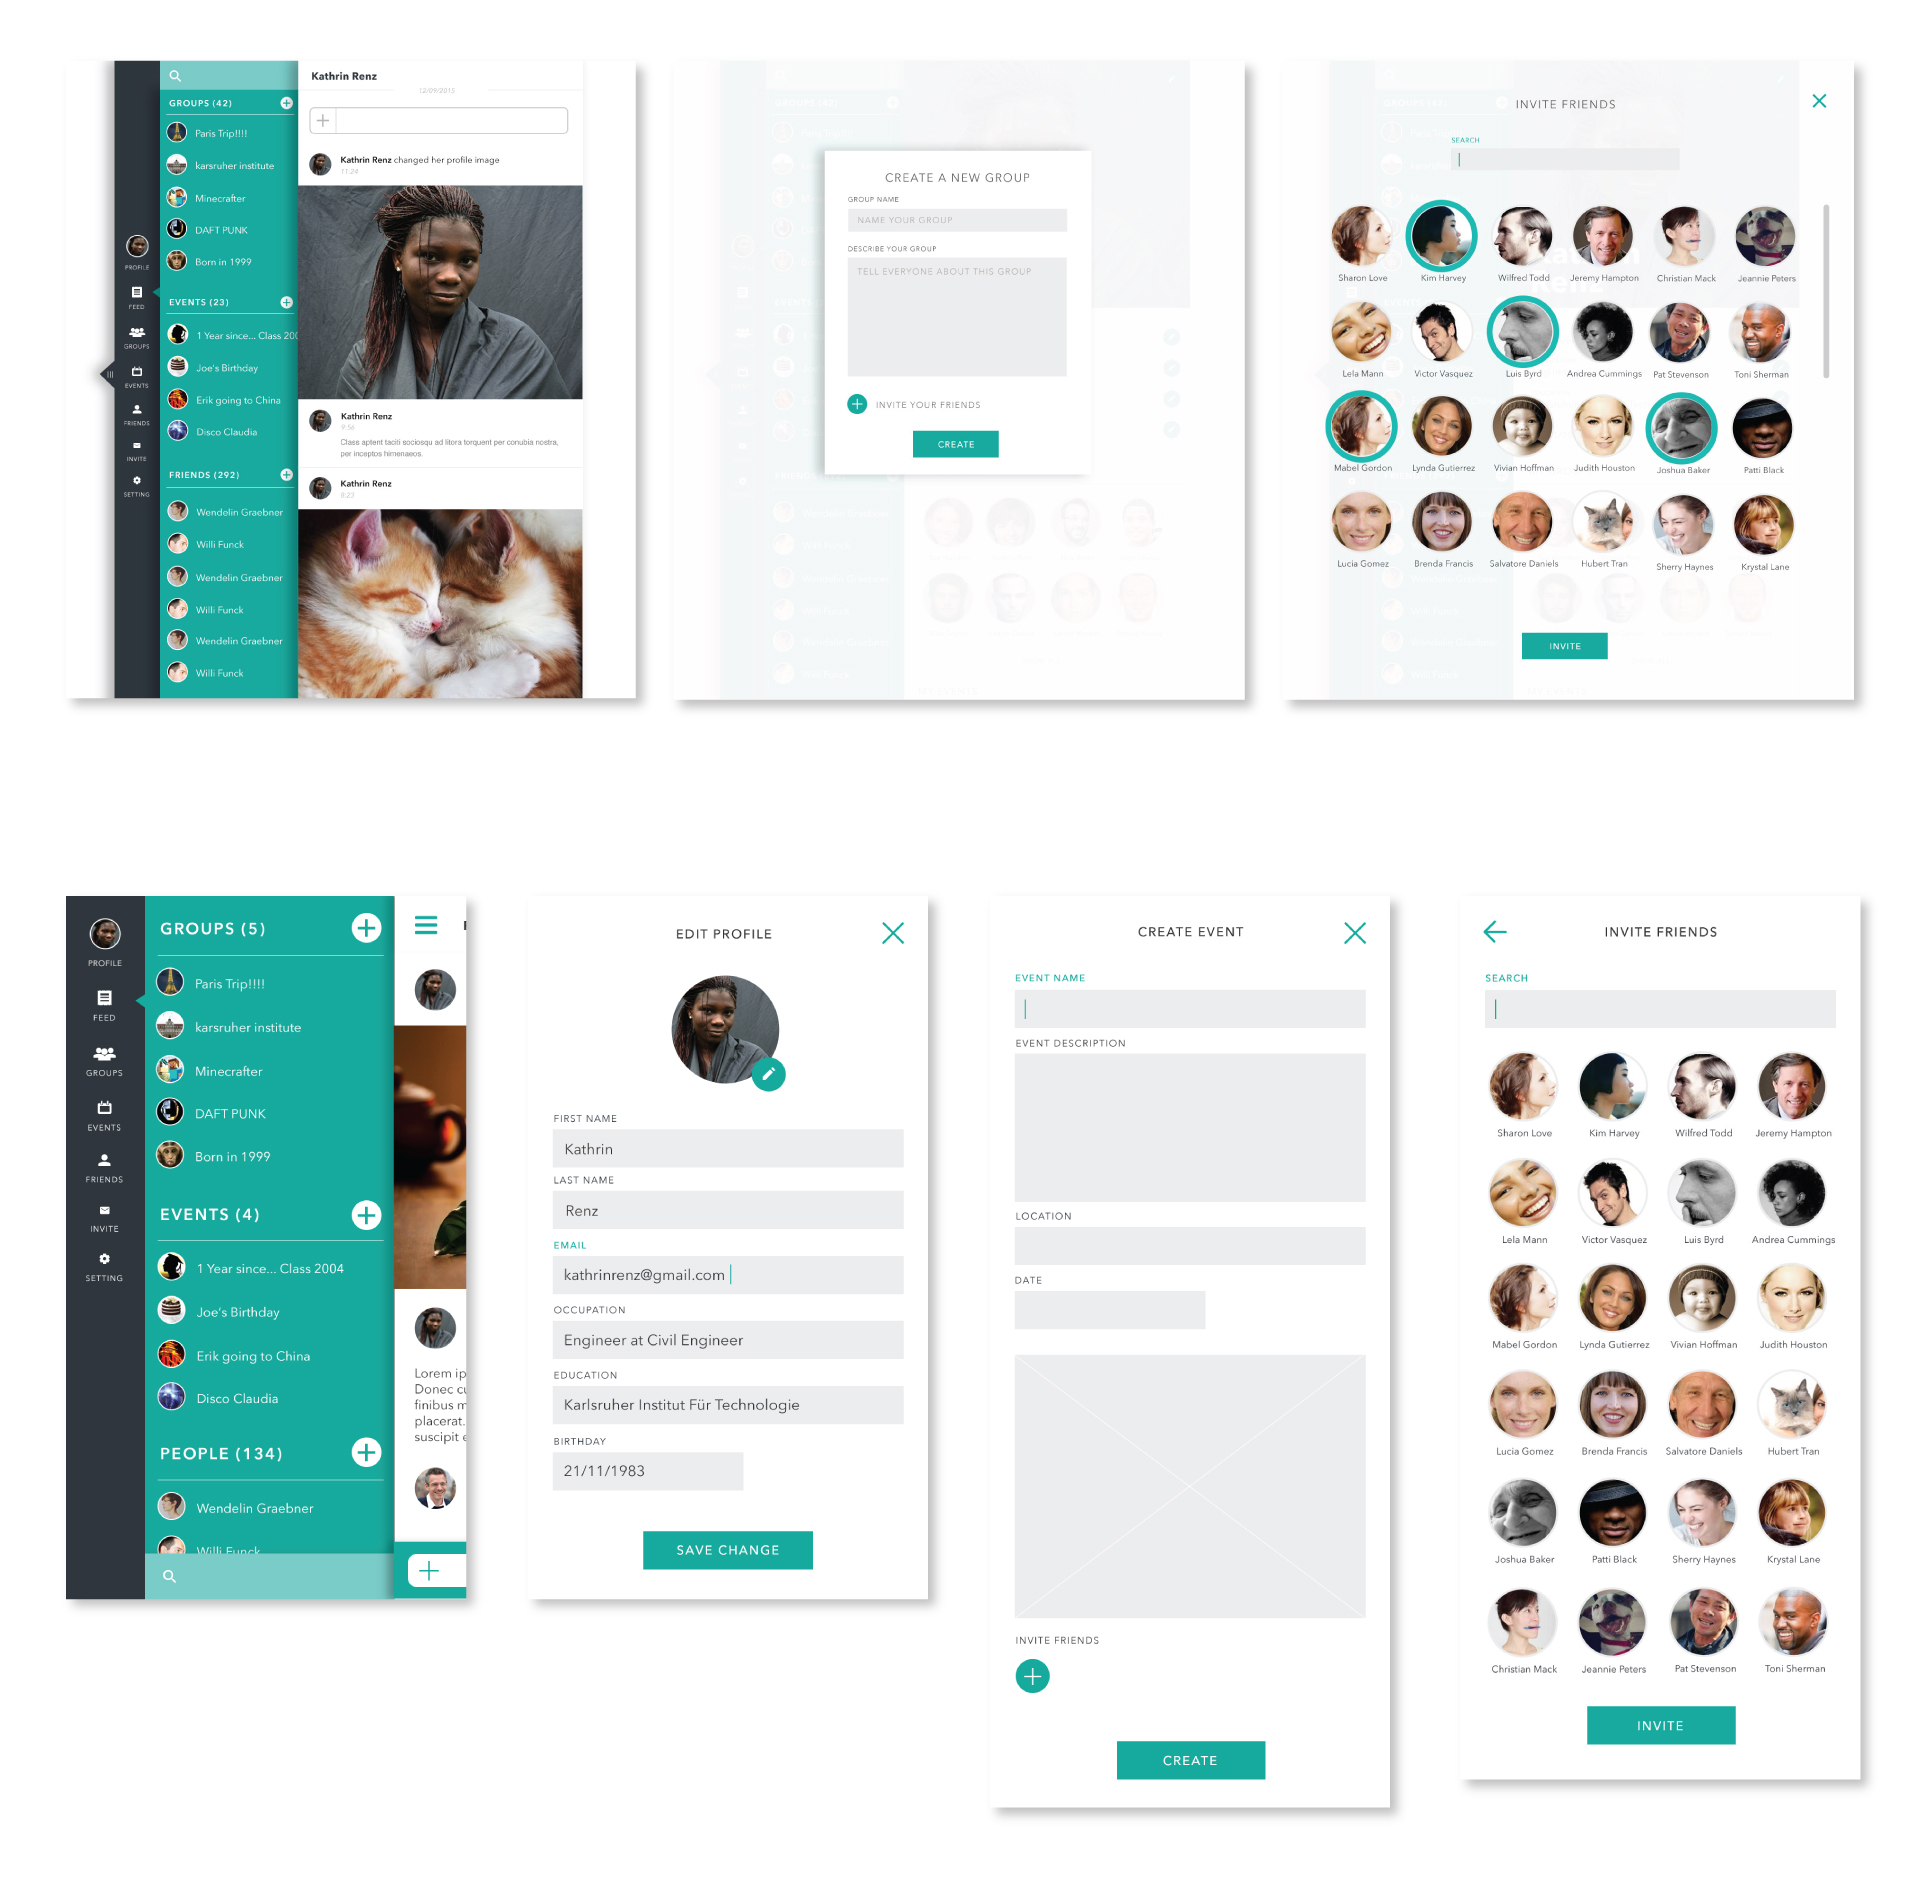 Kathrin Renz
12/09/2015
GROUPS (42)
Paris Trip!!!!
karsruher institute
Minecrafter
DAFT PUNK
Born in 1999
EVENTS (23)
1 Year since... Class 200
Joe's Birthday
Erik going to China
Disco Claudia
FRIENDS (292)
Wendelin Graebner
Willi Funck
Wendelin Graebner
Willi Funck
Wendelin Graebner
Willi Funck
PROFILE
FEED
GROUPS
EVENTS
FRIENDS
INVITE
SETTING
Kathrin Renz changed her profile image
11:24
Kathrin Renz
9:56
Class aptent taciti sociosqu ad litora torquent per conubia nostra,
per inceptos himenaeos.
Kathrin Renz
9:23
CREATE A NEW GROUP
GROUP NAME
NAME YOUR GROUP
DESCRIBE YOUR GROUP
TELL EVERYONE ABOUT THIS GROUP
INVITE YOUR FRIENDS
CREATE
INVITE FRIENDS
SEARCH
Sharon Love Kim Harvey Wilfred Todd Jeremy Hampton Christian Mack Jeannie Peters
Lela Mann Victor Vasquez Luis Byrd Andrea Cummings Pat Stevenson Toni Sherman
Mabel Gordon Lynda Gutierrez Vivian Hoffman Judith Houston Joshua Baker Patti Black
Lucia Gomez Brenda Francis Salvatore Daniels Hubert Tran Sherry Haynes Krystal Lane
INVITE
PROFILE
FEED
GROUPS
EVENTS
FRIENDS
INVITE
SETTING
GROUPS (5)
Paris Trip!!!!
karsruher institute
Minecrafter
DAFT PUNK
Born in 1999
EVENTS (4)
1 Year since... Class 2004
Joe's Birthday
Erik going to China
Disco Claudia
PEOPLE (134)
Wendelin Graebner
Willi Funck
Lorem ip
Donec cu
finibus m
placerat.
suscipit e
EDIT PROFILE
FIRST NAME
Kathrin
LAST NAME
Renz
EMAIL
kathrinrenz@gmail.com
OCCUPATION
Engineer at Civil Engineer
EDUCATION
Karlsruher Institut Für Technologie
BIRTHDAY
21/11/1983
SAVE CHANGE
CREATE EVENT
EVENT NAME
EVENT DESCRIPTION
LOCATION
DATE
INVITE FRIENDS
CREATE
INVITE FRIENDS
SEARCH
Sharon Love Kim Harvey Wilfred Todd Jeremy Hampton
Lela Mann Victor Vasquez Luis Byrd Andrea Cummings
Mabel Gordon Lynda Gutierrez Vivian Hoffman Judith Houston
Lucia Gomez Brenda Francis Salvatore Daniels Hubert Tran
Joshua Baker Patti Black Sherry Haynes Krystal Lane
Christian Mack Jeannie Peters Pat Stevenson Toni Sherman
INVITE